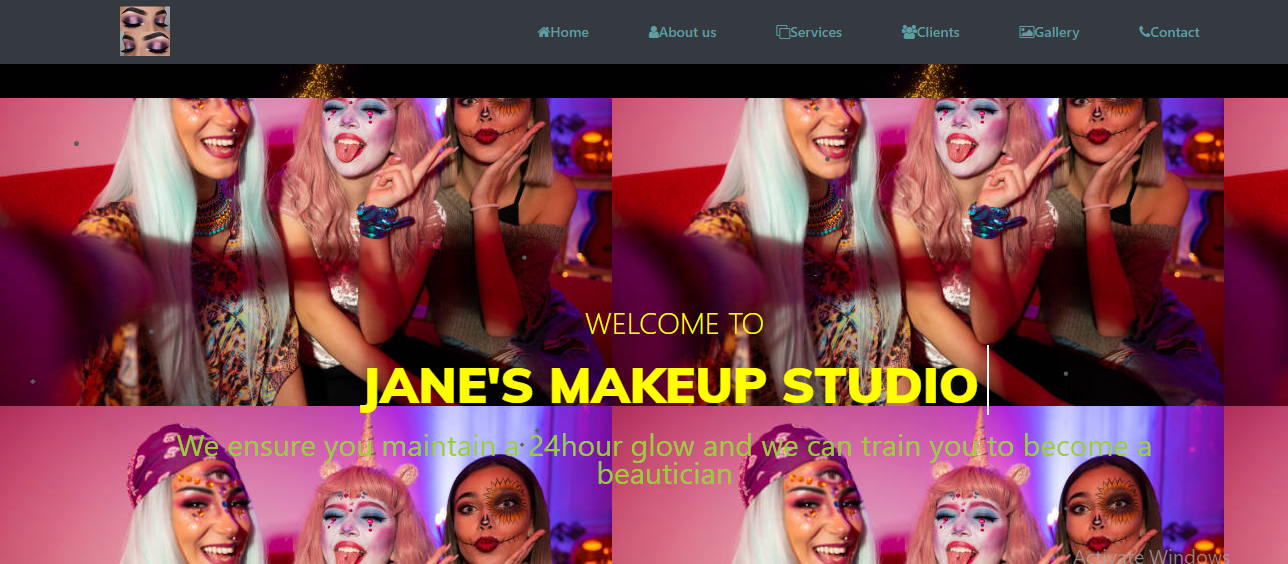 Home About us Services Clients Gallery Contact
WELCOME TO
JANE'S MAKEUP STUDIO
We ensure you maintain a 24hour glow and we can train you to become a
beautician
Activate Windows